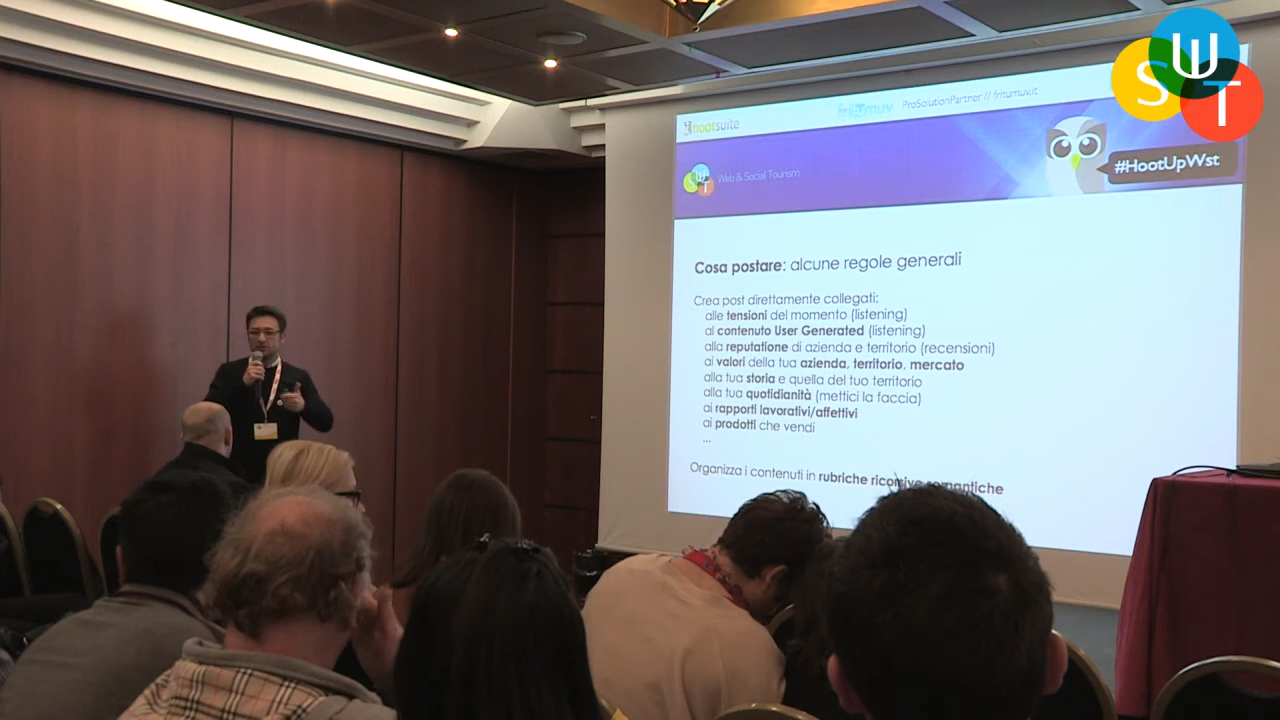 S W T
hootsuite
fritumuv ProSolutionPartner // fritumuv.it
#HootUpWst
SWT Web & Social Tourism
Cosa postare: alcune regole generali
Crea post direttamente collegati:
alle tensioni del momento (listening)
al contenuto User Generated (listening)
alla reputatione di azienda e territorio (recensioni)
ai valori della tua azienda, territorio, mercato
alla tua storia e quella del tuo territorio
alla tua quotidianità (mettici la faccia)
ai rapporti lavorativi/affettivi
ai prodotti che vendi
...
Organizza i contenuti in rubriche ricorsive